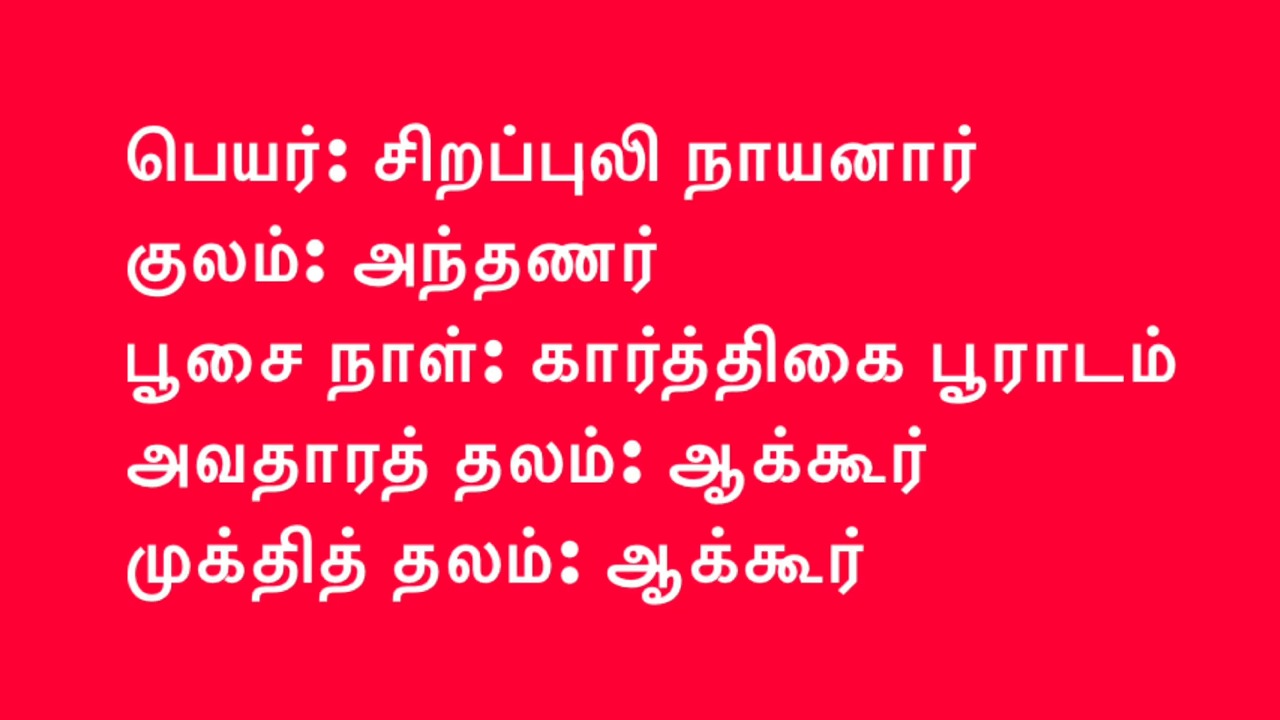 பெயர்: சிறப்புலி நாயனார்
குலம்: அந்தணர்
பூசை நாள்: கார்த்திகை பூராடம்
அவதாரத் தலம்: ஆக்கூர்
முக்தித் தலம்: ஆக்கூர்